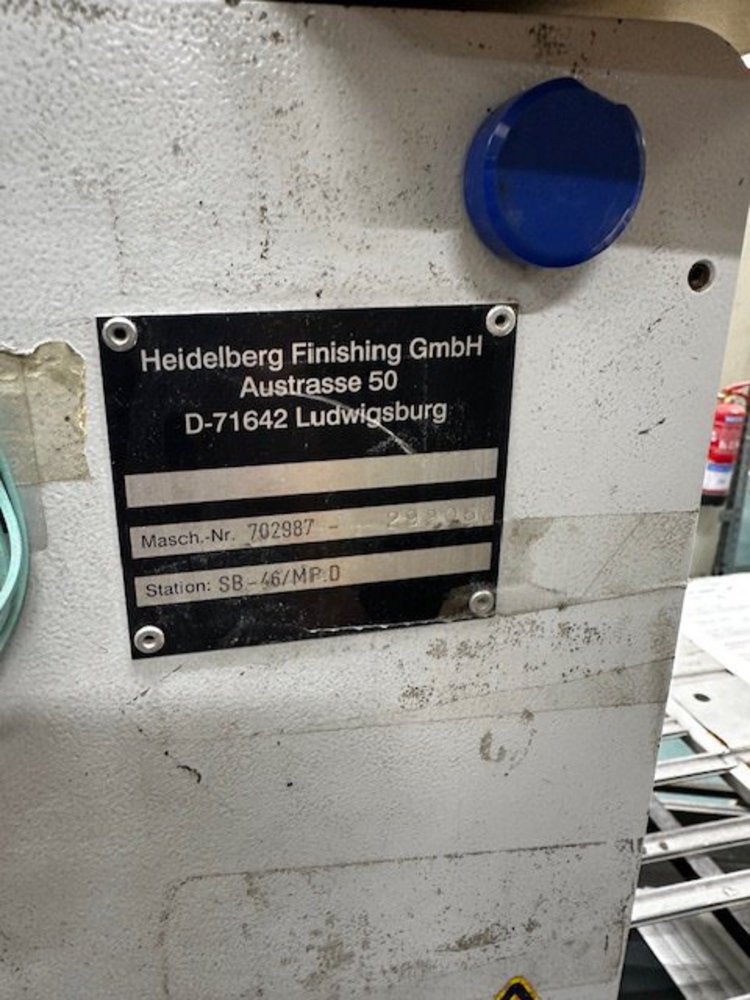 Heidelberg Finishing GmbH
Austrasse 50
D-71642 Ludwigsburg
Masch.-Nr. 702987 -
Station: SB-46/MP.D